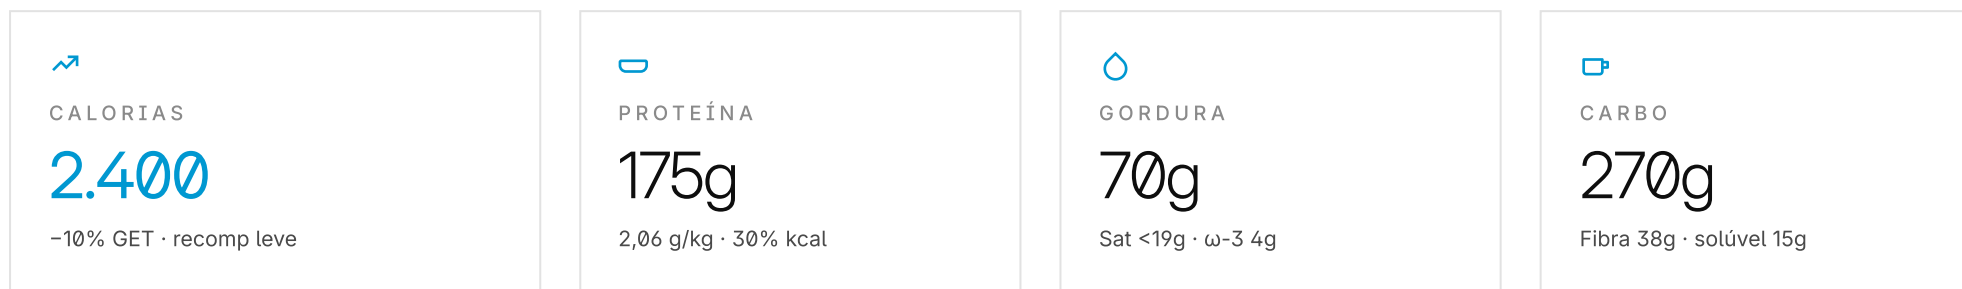 CALORIAS
2.400
−10% GET · recomp leve
PROTEÍNA
175g
2,06 g/kg · 30% kcal
GORDURA
70g
Sat <19g · ω-3 4g
CARBO
270g
Fibra 38g · solúvel 15g